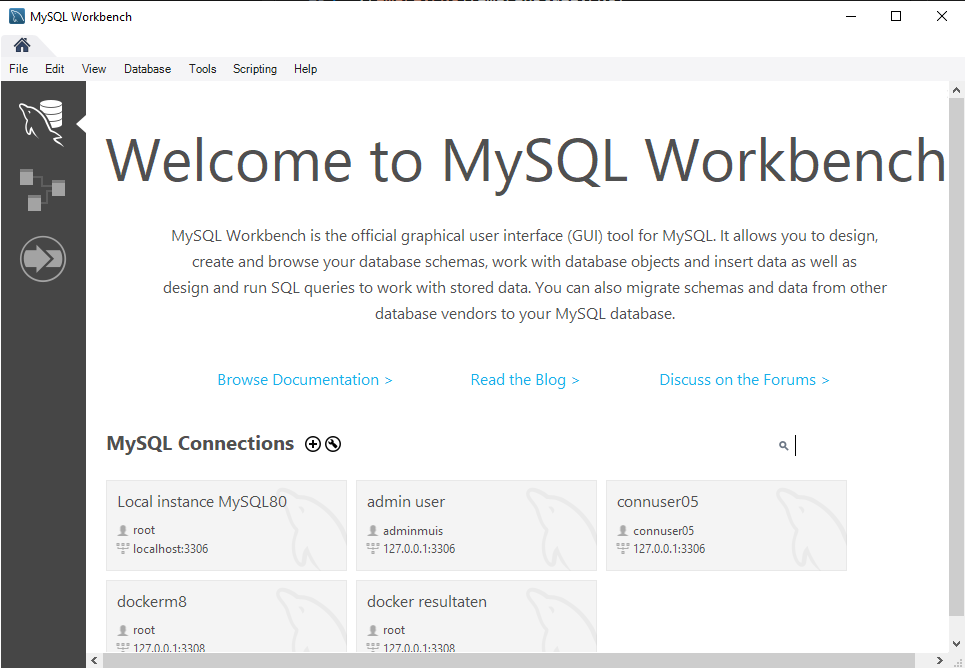 MySQL Workbench
File Edit View Database Tools Scripting Help
Welcome to MySQL Workbench
MySQL Workbench is the official graphical user interface (GUI) tool for MySQL. It allows you to design,
create and browse your database schemas, work with database objects and insert data as well as
design and run SQL queries to work with stored data. You can also migrate schemas and data from other
database vendors to your MySQL database.
Browse Documentation >
Read the Blog >
Discuss on the Forums >
MySQL Connections
Local instance MySQL80
root
localhost:3306
admin user
adminmuis
127.0.0.1:3306
connuser05
connuser05
127.0.0.1:3306
dockerm8
root
127.0.0.1:3308
docker resultaten
root
127.0.0.1:3308